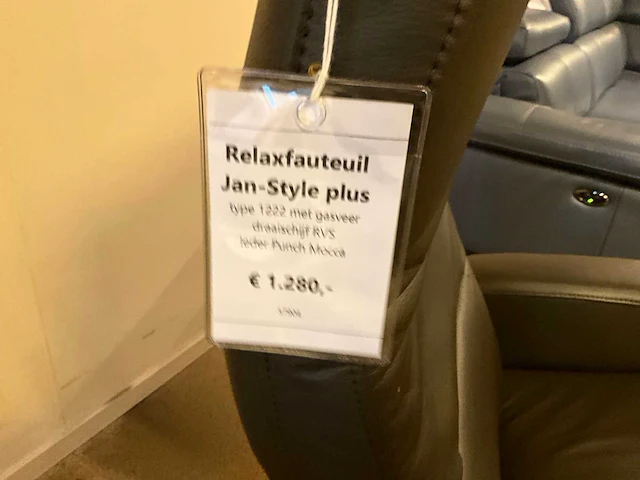 Relaxfauteuil
Jan-Style plus
type 1222 met gasveer
draaischijf RVS
leder Punch Mocca
€ 1.280,-